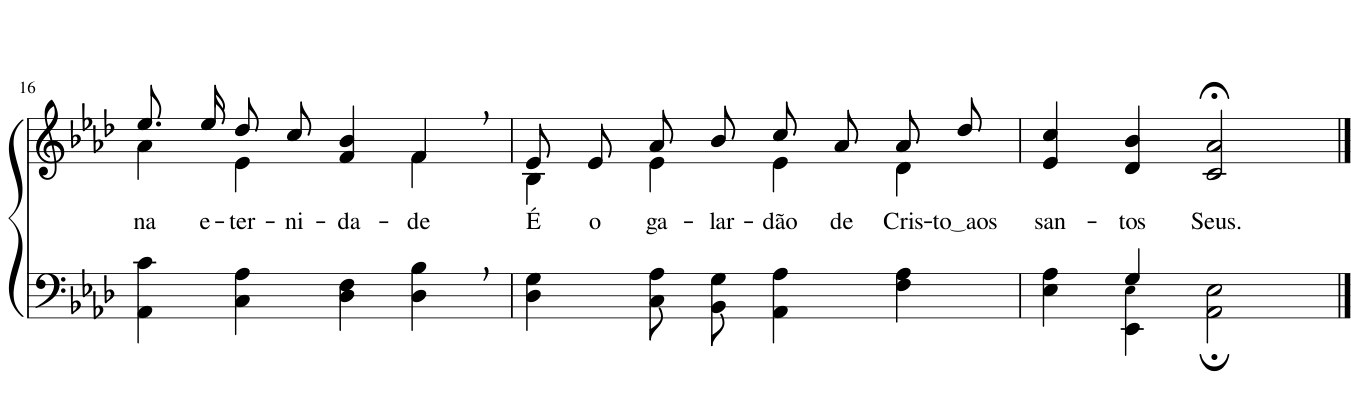 16
na e - ter - ni - da - de É o ga - lar - dão de Cris - to‿aos san - tos Seus.